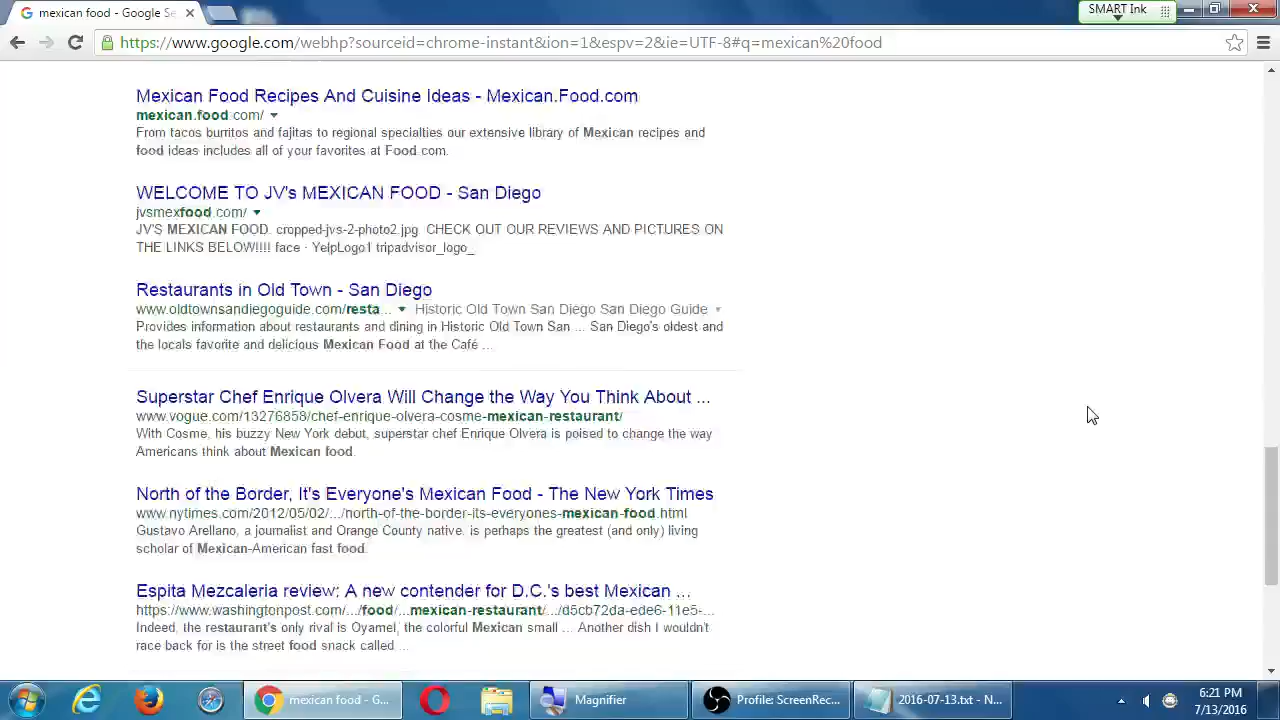 mexican food - Google Se
SMART Ink
https://www.google.com/webhp?sourceid=chrome-instant&ion=1&espv=2&ie=UTF-8#q=mexican%20food
Mexican Food Recipes And Cuisine Ideas - Mexican.Food.com
mexican.food.com/
From tacos burritos and fajitas to regional specialties our extensive library of Mexican recipes and
food ideas includes all of your favorites at Food.com.
WELCOME TO JV's MEXICAN FOOD - San Diego
jvsmexfood.com/
JV'S MEXICAN FOOD. cropped-jvs-2-photo2.jpg. CHECK OUT OUR REVIEWS AND PICTURES ON
THE LINKS BELOW!!!! face · YelpLogo1 tripadvisor_logo_
Restaurants in Old Town - San Diego
www.oldtownsandiegoguide.com/resta... Historic Old Town San Diego San Diego Guide
Provides information about restaurants and dining in Historic Old Town San ... San Diego's oldest and
the locals favorite and delicious Mexican Food at the Café ...
Superstar Chef Enrique Olvera Will Change the Way You Think About ...
www.vogue.com/13276858/chef-enrique-olvera-cosme-mexican-restaurant/
With Cosme, his buzzy New York debut, superstar chef Enrique Olvera is poised to change the way
Americans think about Mexican food.
North of the Border, It's Everyone's Mexican Food - The New York Times
www.nytimes.com/2012/05/02/.../north-of-the-border-its-everyones-mexican-food.html
Gustavo Arellano, a journalist and Orange County native, is perhaps the greatest (and only) living
scholar of Mexican-American fast food.
Espita Mezcaleria review: A new contender for D.C.'s best Mexican ...
https://www.washingtonpost.com/.../food/...mexican-restaurant/.../d5cb72da-ede6-11e5-...
Indeed, the restaurant's only rival is Oyamel, the colorful Mexican small ... Another dish I wouldn't
race back for is the street food snack called ...
mexican food - G...
Magnifier
Profile: ScreenRec...
2016-07-13.txt - N...
6:21 PM
7/13/2016